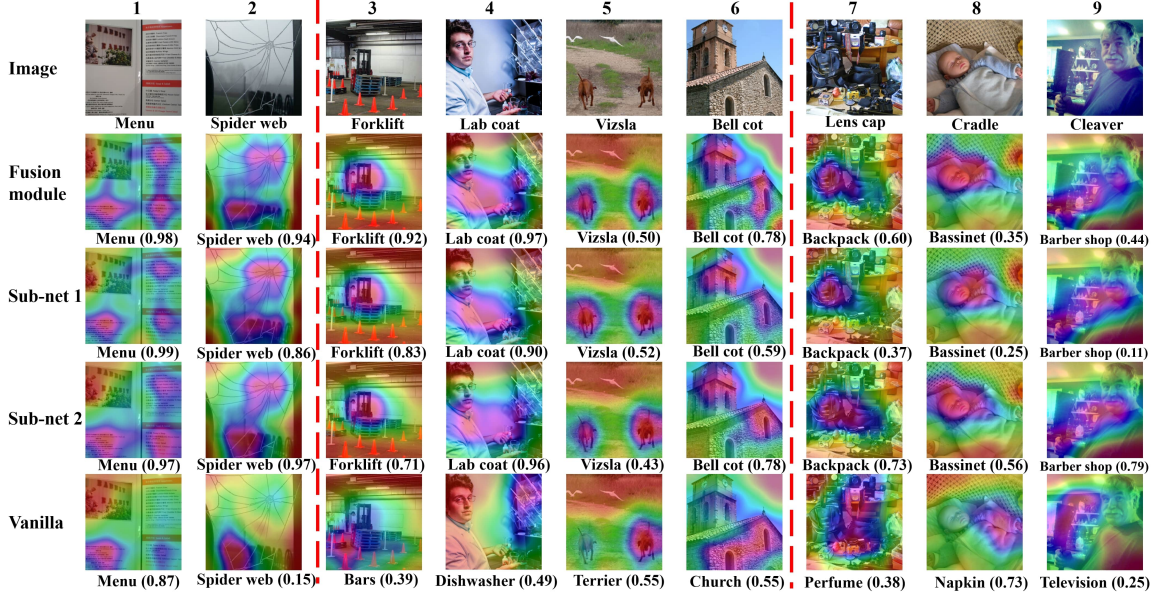 1 2 3 4 5 6 7 8 9
Image
Menu Spider web Forklift Lab coat Vizsla Bell cot Lens cap Cradle Cleaver
Fusion
module
Menu (0.98) Spider web (0.94) Forklift (0.92) Lab coat (0.97) Vizsla (0.50) Bell cot (0.78) Backpack (0.60) Bassinet (0.35) Barber shop (0.44)
Sub-net 1
Menu (0.99) Spider web (0.86) Forklift (0.83) Lab coat (0.90) Vizsla (0.52) Bell cot (0.59) Backpack (0.37) Bassinet (0.25) Barber shop (0.11)
Sub-net 2
Menu (0.97) Spider web (0.97) Forklift (0.71) Lab coat (0.96) Vizsla (0.43) Bell cot (0.78) Backpack (0.73) Bassinet (0.56) Barber shop (0.79)
Vanilla
Menu (0.87) Spider web (0.15) Bars (0.39) Dishwasher (0.49) Terrier (0.55) Church (0.55) Perfume (0.38) Napkin (0.73) Television (0.25)